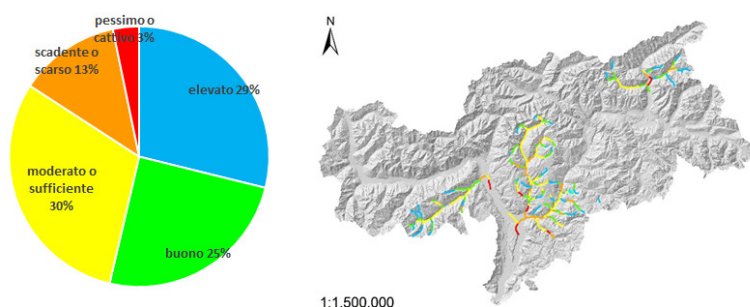 pessimo o
cattivo 3%
scadente o
scarso 13%
elevato 29%
moderato o
sufficiente
30%
buono 25%
N
1:1.500.000